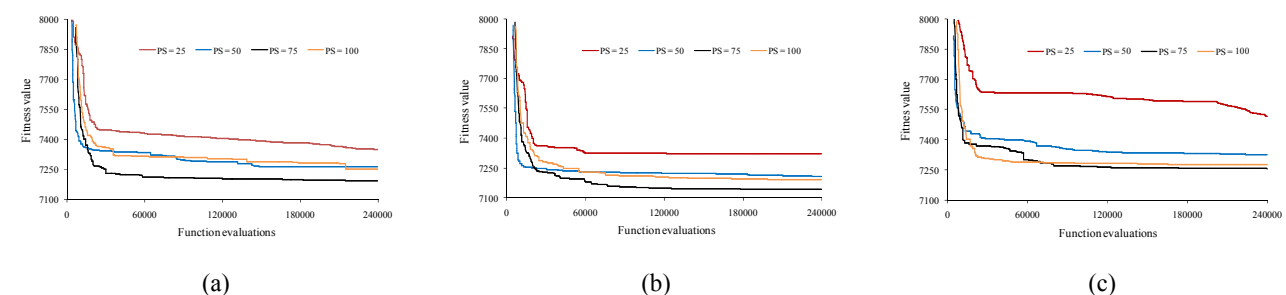 8000
7850
7700
7550
7400
7250
7100
Fitness value
PS = 25 PS = 50 PS = 75 PS = 100
0 60000 120000 180000 240000
Function evaluations
(a)
8000
7850
7700
7550
7400
7250
7100
Fitness value
PS = 25 PS = 50 PS = 75 PS = 100
0 60000 120000 180000 240000
Function evaluations
(b)
8000
7850
7700
7550
7400
7250
7100
Fitnes value
PS = 25 PS = 50 PS = 75 PS = 100
0 60000 120000 180000 240000
Function evaluations
(c)